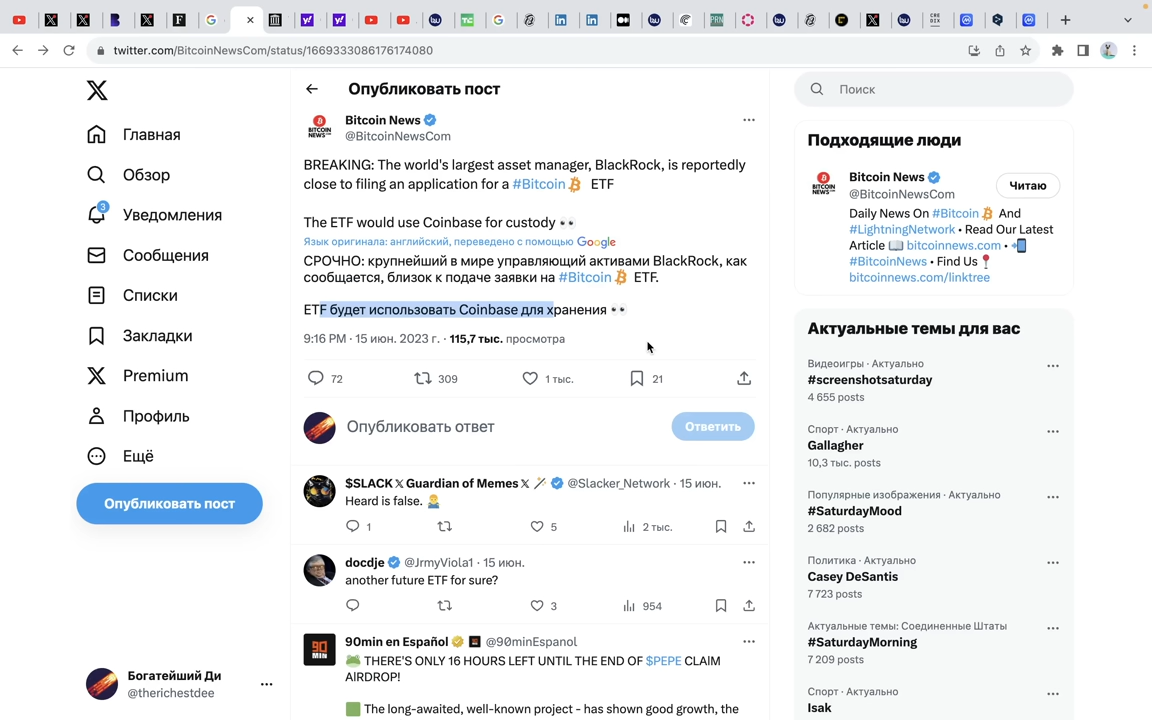 twitter.com/BitcoinNewsCom/status/1669333086176174080
Главная
Обзор
3
Уведомления
Сообщения
Списки
Закладки
Premium
Профиль
Ещё
Опубликовать пост
Богатейший Ди
@therichestdee
Опубликовать пост
Bitcoin News
@BitcoinNewsCom
BREAKING: The world's largest asset manager, BlackRock, is reportedly
close to filing an application for a #Bitcoin ETF
The ETF would use Coinbase for custody 👀
Язык оригинала: английский, переведено с помощью Google
СРОЧНО: крупнейший в мире управляющий активами BlackRock, как
сообщается, близок к подаче заявки на #Bitcoin ETF.
ETF будет использовать Coinbase для хранения 👀
9:16 PM · 15 июн. 2023 г. · 115,7 тыс. просмотра
72 309 1 тыс. 21
Опубликовать ответ
Ответить
$SLACK𝕏Guardian of Memes𝕏 @Slacker_Network · 15 июн.
Heard is false.
1 5 2 тыс.
docdje @JrmyViola1 · 15 июн.
another future ETF for sure?
3 954
90min en Español @90minEspanol
🐸 THERE'S ONLY 16 HOURS LEFT UNTIL THE END OF $PEPE CLAIM
AIRDROP!
🟩 The long-awaited, well-known project - has shown good growth, the
Поиск
Подходящие люди
Bitcoin News
@BitcoinNewsCom
Читаю
Daily News On #Bitcoin And
#LightningNetwork • Read Our Latest
Article 📖 bitcoinnews.com • 📲
#BitcoinNews • Find Us📍
bitcoinnews.com/linktree
Актуальные темы для вас
Видеоигры · Актуально
#screenshotsaturday
4 655 posts
Спорт · Актуально
Gallagher
10,3 тыс. posts
Популярные изображения · Актуально
#SaturdayMood
2 682 posts
Политика · Актуально
Casey DeSantis
7 723 posts
Актуальные темы: Соединенные Штаты
#SaturdayMorning
7 209 posts
Спорт · Актуально
Isak